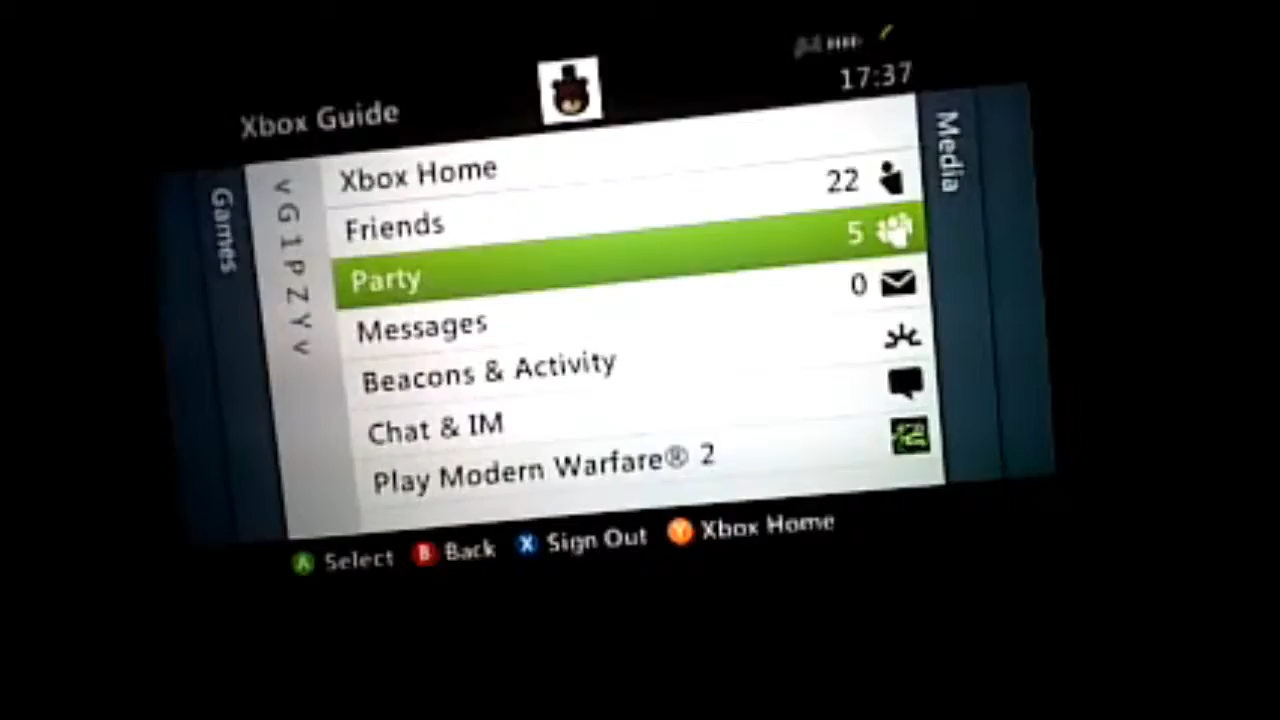 17:37
Xbox Guide
Games
v G 1 P Z Y v
Xbox Home
Friends 22
Party 5
Messages 0
Beacons & Activity
Chat & IM
Play Modern Warfare® 2
Media
A Select B Back X Sign Out Y Xbox Home